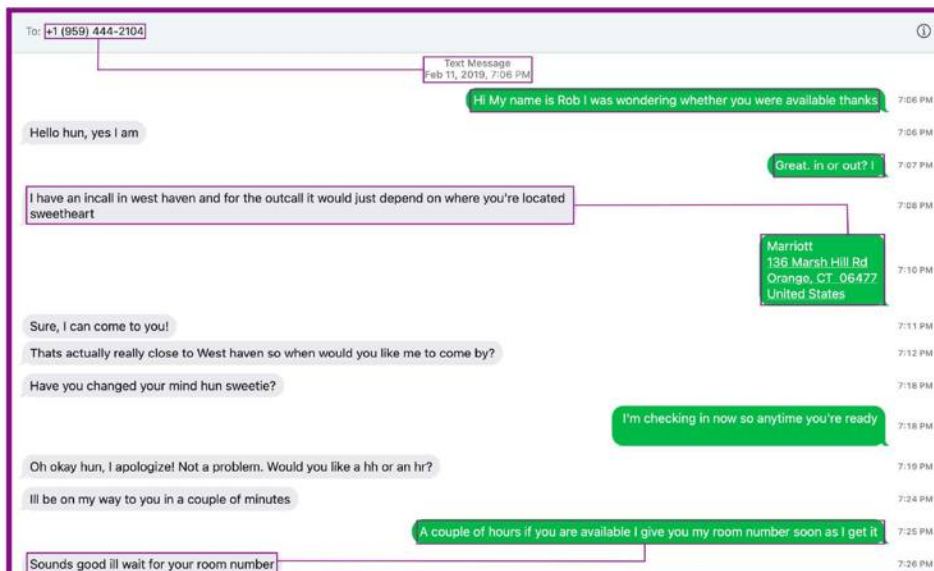 To: +1 (959) 444-2104
Text Message
Feb 11, 2019, 7:06 PM
Hi My name is Rob I was wondering whether you were available thanks
7:06 PM
Hello hun, yes I am
7:06 PM
Great. in or out? I
7:07 PM
I have an incall in west haven and for the outcall it would just depend on where you're located
sweetheart
7:08 PM
Marriott
136 Marsh Hill Rd
Orange, CT 06477
United States
7:10 PM
Sure, I can come to you!
7:11 PM
Thats actually really close to West haven so when would you like me to come by?
7:12 PM
Have you changed your mind hun sweetie?
7:18 PM
I'm checking in now so anytime you're ready
7:18 PM
Oh okay hun, I apologize! Not a problem. Would you like a hh or an hr?
7:19 PM
Ill be on my way to you in a couple of minutes
7:24 PM
A couple of hours if you are available I give you my room number soon as I get it
7:25 PM
Sounds good ill wait for your room number
7:26 PM